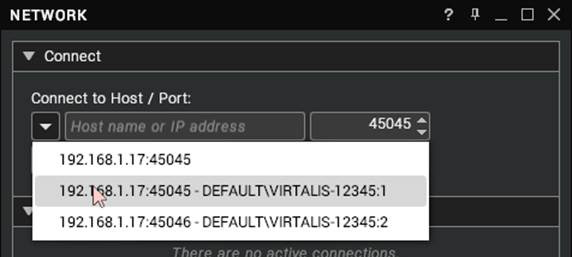 NETWORK ?
Connect
Connect to Host / Port:
Host name or IP address 45045
192.168.1.17:45045
192.168.1.17:45045 - DEFAULT\VIRTALIS-12345:1
192.168.1.17:45046 - DEFAULT\VIRTALIS-12345:2
There are no active connections.